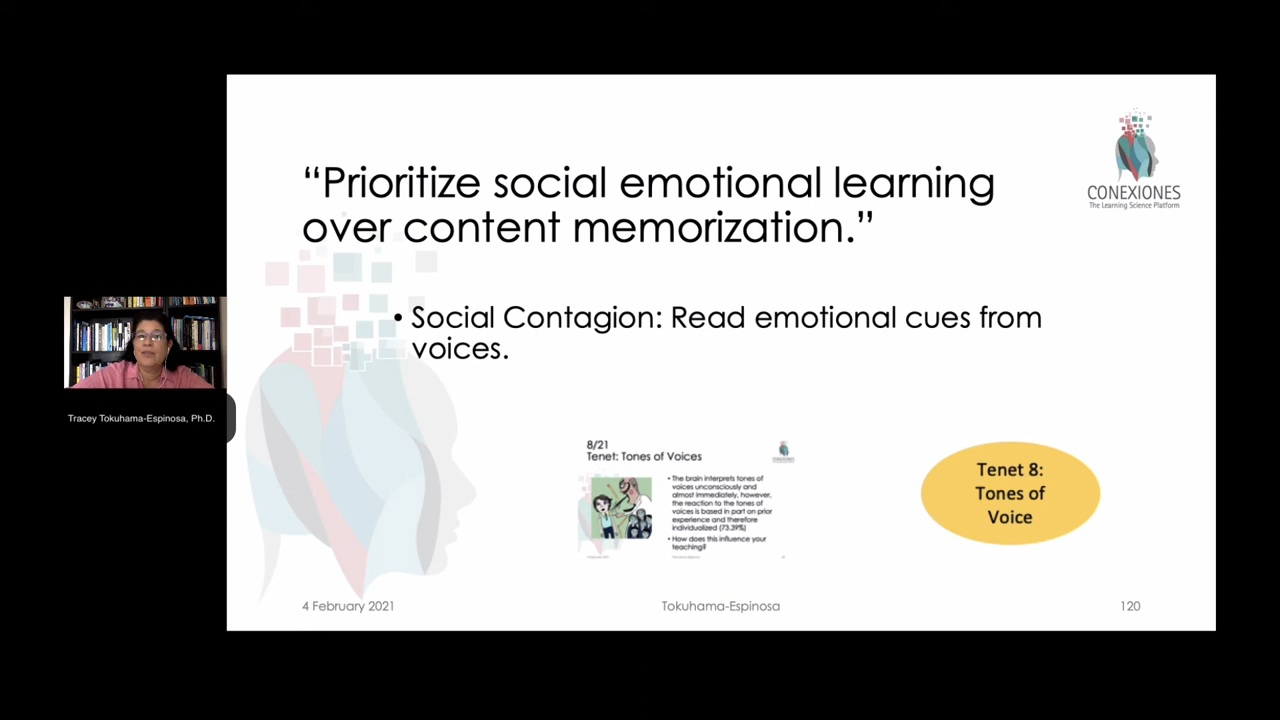 CONEXIONES
The Learning Science Platform
“Prioritize social emotional learning
over content memorization.”
• Social Contagion: Read emotional cues from
voices.
Tracey Tokuhama-Espinosa, Ph.D.
8/21
Tenet: Tones of Voices
CONEXIONES
• The brain interprets tones of
voices unconsciously and
almost immediately, however,
the reaction to the tones of
voices is based in part on prior
experience and therefore
individualized (73.39%)
• How does this influence your
teaching?
Tenet 8:
Tones of
Voice
4 February 2021
Tokuhama-Espinosa
120